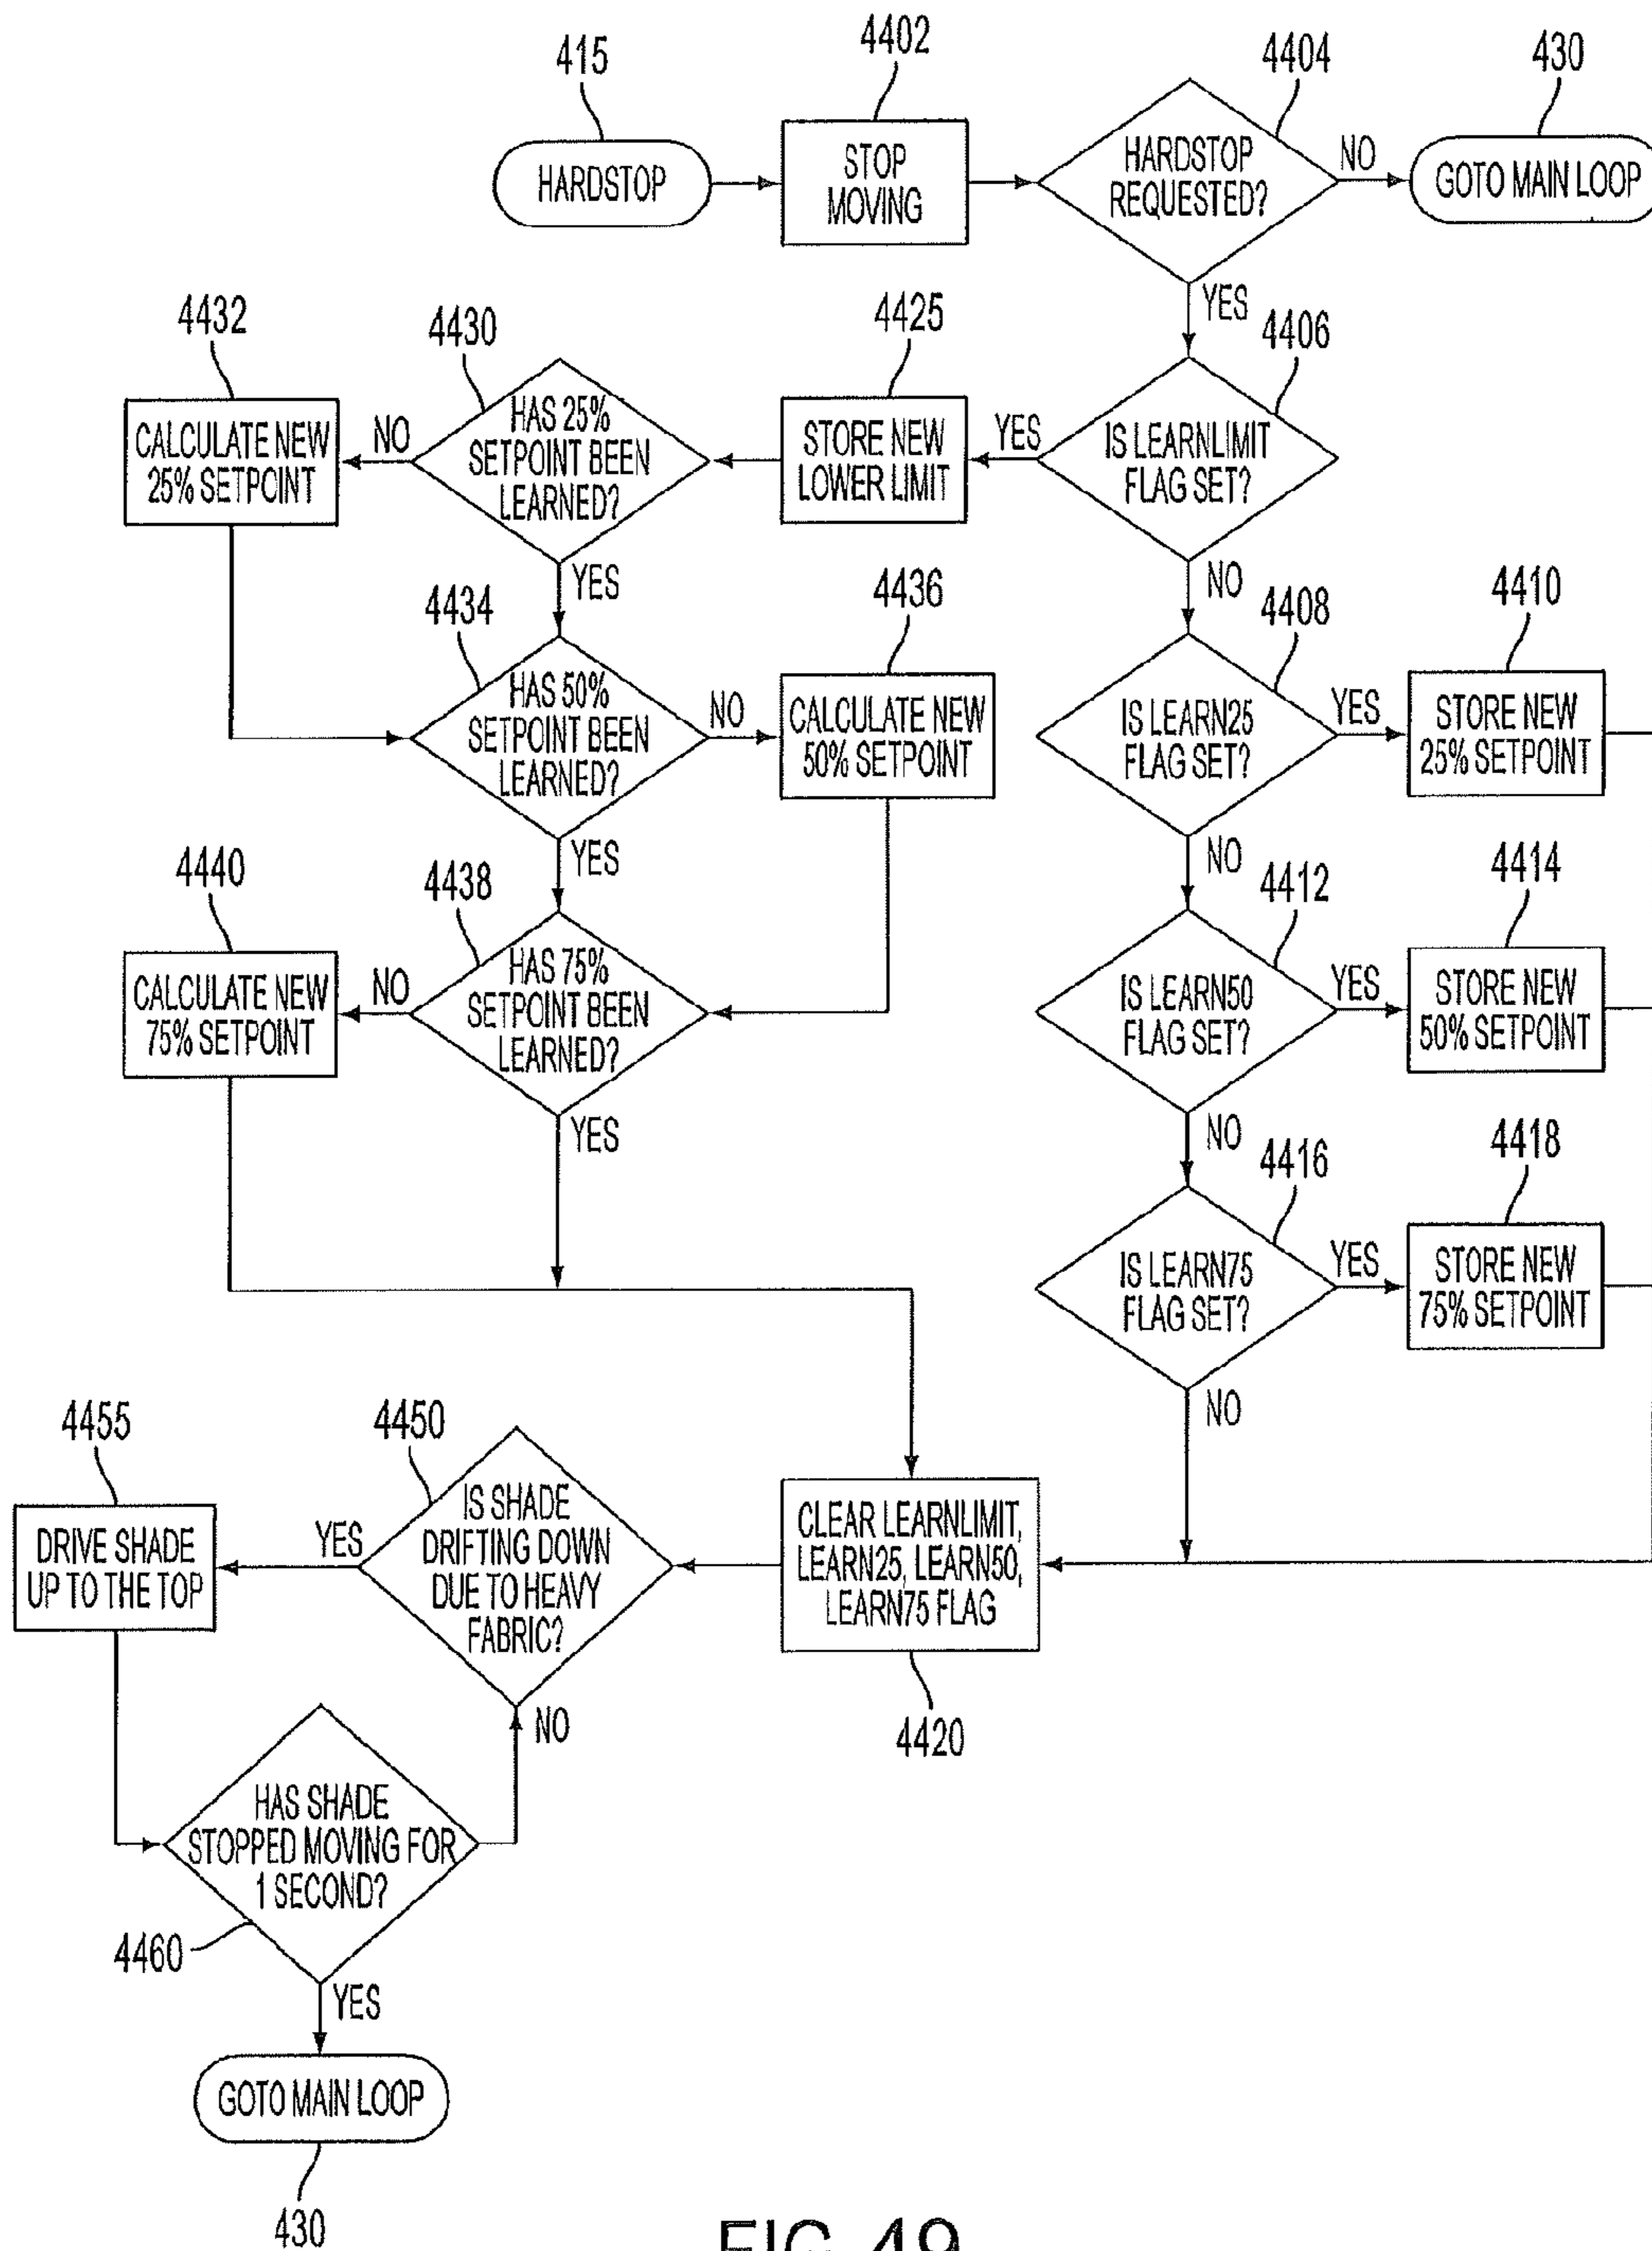 415
4402
4404
430
HARDSTOP
STOP
MOVING
HARDSTOP
REQUESTED?
NO
GOTO MAIN LOOP
YES
4432
4430
4425
4406
CALCULATE NEW
25% SETPOINT
NO
HAS 25%
SETPOINT BEEN
LEARNED?
STORE NEW
LOWER LIMIT
YES
IS LEARNLIMIT
FLAG SET?
YES
NO
4434
4436
4408
4410
HAS 50%
SETPOINT BEEN
LEARNED?
NO
CALCULATE NEW
50% SETPOINT
IS LEARN25
FLAG SET?
YES
STORE NEW
25% SETPOINT
YES
NO
4440
4438
4412
4414
CALCULATE NEW
75% SETPOINT
NO
HAS 75%
SETPOINT BEEN
LEARNED?
IS LEARN50
FLAG SET?
YES
STORE NEW
50% SETPOINT
YES
NO
4416
4418
IS LEARN75
FLAG SET?
YES
STORE NEW
75% SETPOINT
NO
4455
4450
DRIVE SHADE
UP TO THE TOP
YES
IS SHADE
DRIFTING DOWN
DUE TO HEAVY
FABRIC?
CLEAR LEARNLIMIT,
LEARN25, LEARN50,
LEARN75 FLAG
NO
4420
HAS SHADE
STOPPED MOVING FOR
1 SECOND?
4460
YES
GOTO MAIN LOOP
430
FIG. 49